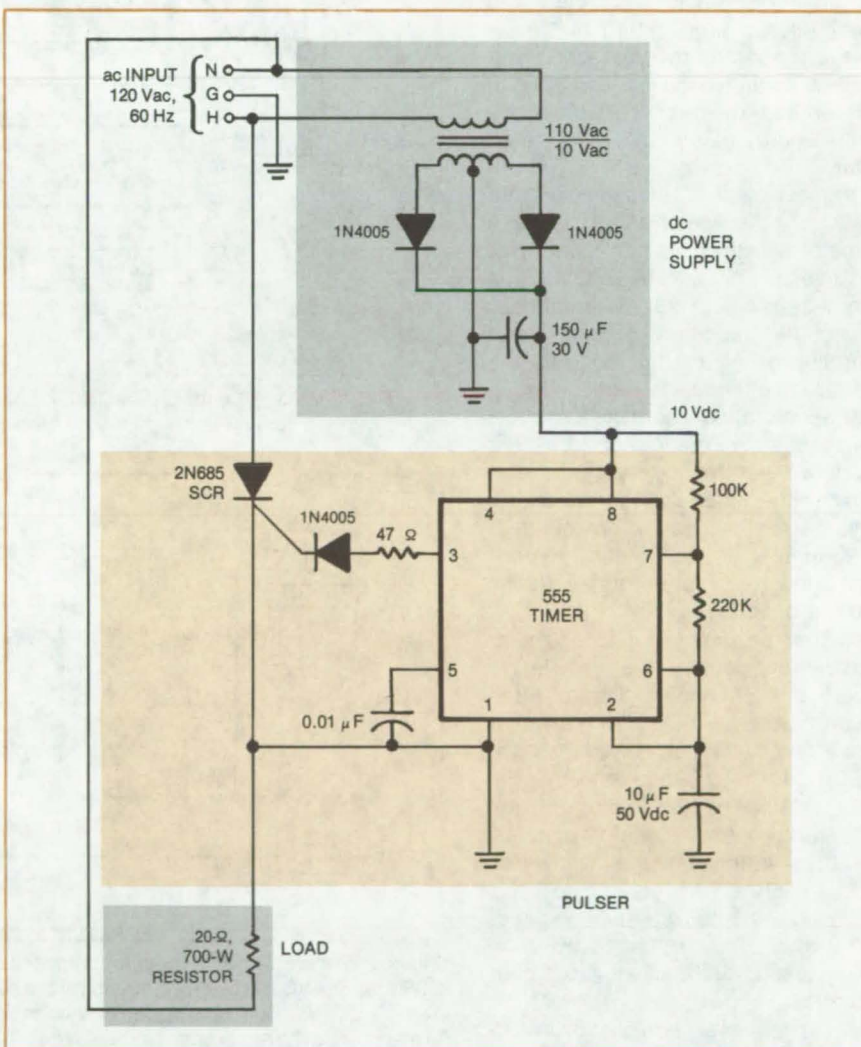 ac INPUT
120 Vac,
60 Hz
N
G
H
110 Vac
10 Vac
1N4005
1N4005
dc
POWER
SUPPLY
150 μF
30 V
10 Vdc
2N685
SCR
1N4005
47 Ω
4
8
100K
3
7
555
TIMER
220K
5
6
0.01 μF
1
2
10 μF
50 Vdc
PULSER
20-Ω,
700-W
RESISTOR
LOAD